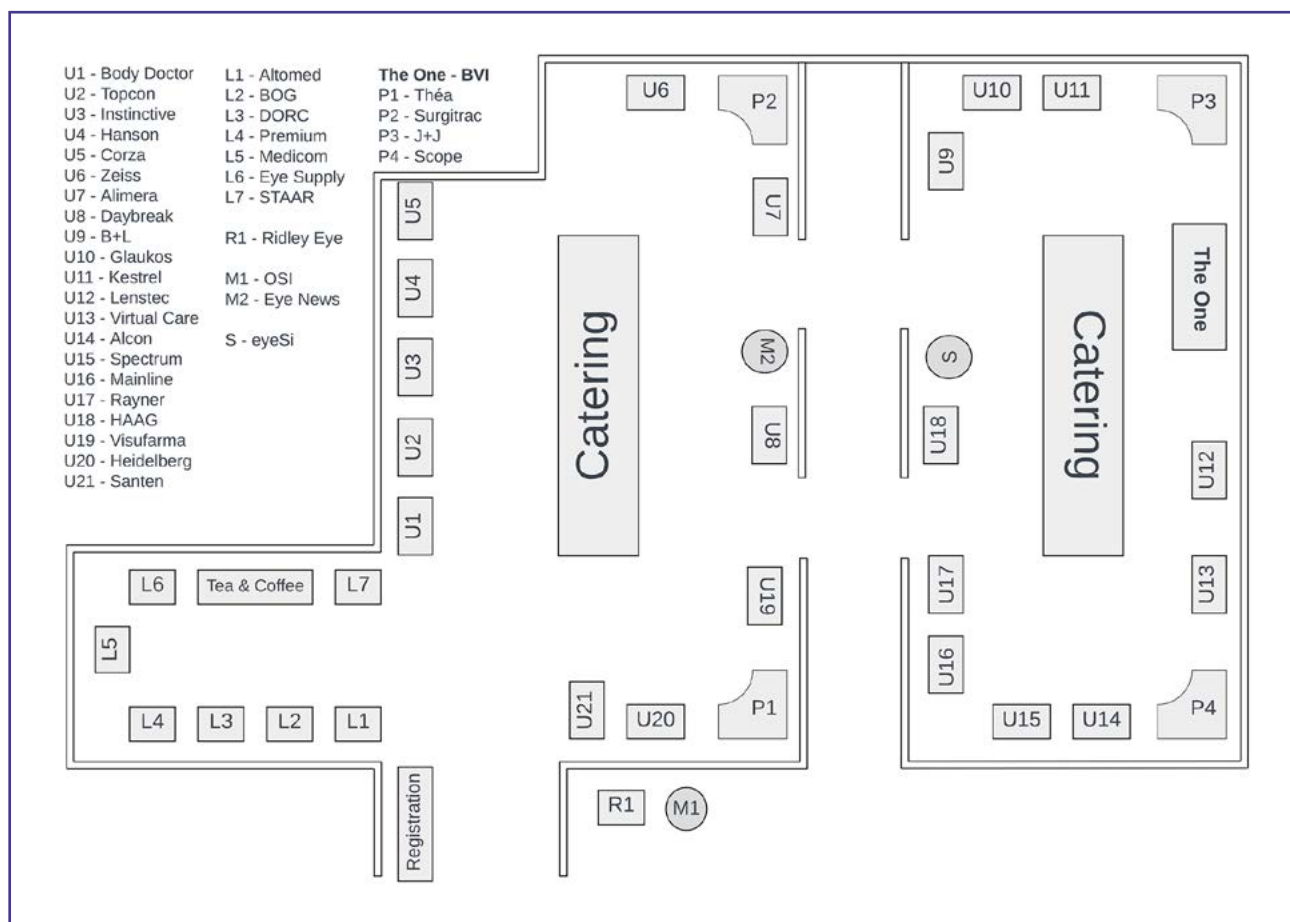 U1 - Body Doctor
U2 - Topcon
U3 - Instinctive
U4 - Hanson
U5 - Corza
U6 - Zeiss
U7 - Alimera
U8 - Daybreak
U9 - B+L
U10 - Glaukos
U11 - Kestrel
U12 - Lenstec
U13 - Virtual Care
U14 - Alcon
U15 - Spectrum
U16 - Mainline
U17 - Rayner
U18 - HAAG
U19 - Visufarma
U20 - Heidelberg
U21 - Santen
L1 - Altomed
L2 - BOG
L3 - DORC
L4 - Premium
L5 - Medicom
L6 - Eye Supply
L7 - STAAR
R1 - Ridley Eye
M1 - OSI
M2 - Eye News
S - eyeSi
The One - BVI
P1 - Théa
P2 - Surgitrac
P3 - J+J
P4 - Scope
U6
P2
U7
U5
U4
U3
U2
U1
Catering
M2
U8
U19
L6
Tea & Coffee
L7
L5
L4
L3
L2
L1
U21
U20
P1
Registration
R1
M1
U10
U11
P3
U9
The One
S
U18
Catering
U12
U17
U13
U16
U15
U14
P4